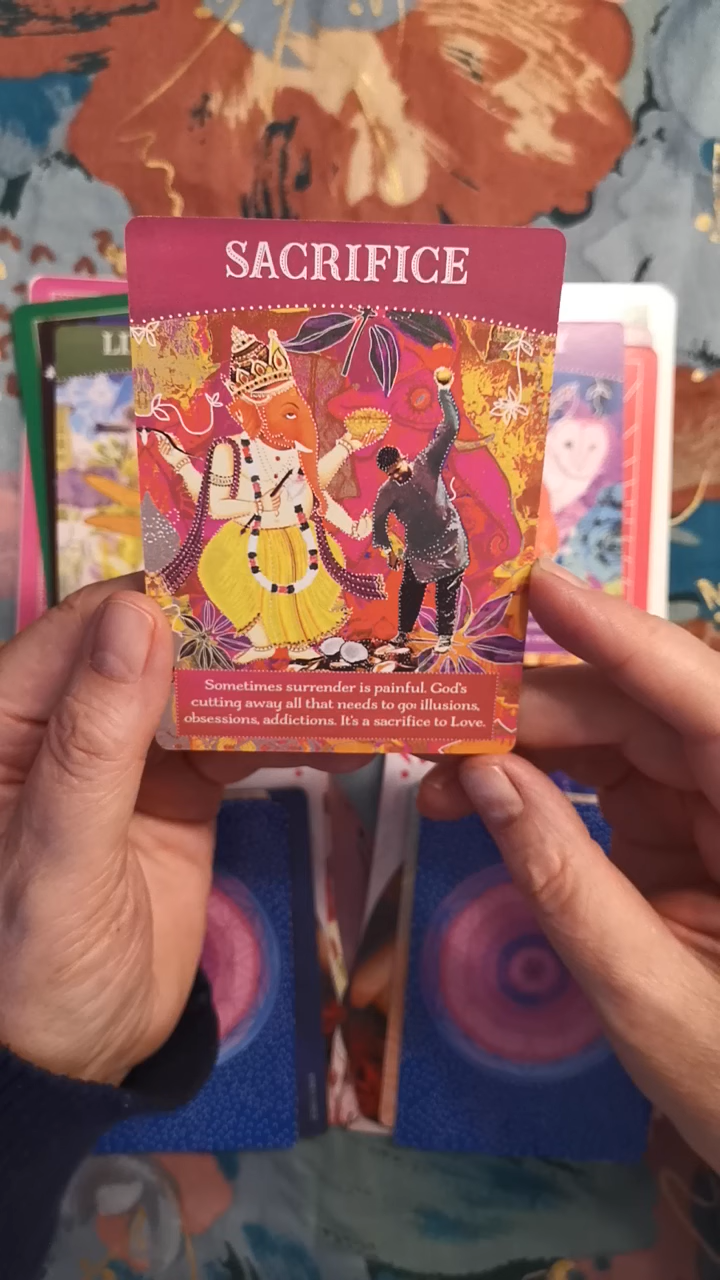 SACRIFICE
Sometimes surrender is painful. God's
cutting away all that needs to go: illusions,
obsessions, addictions. It's a sacrifice to Love.